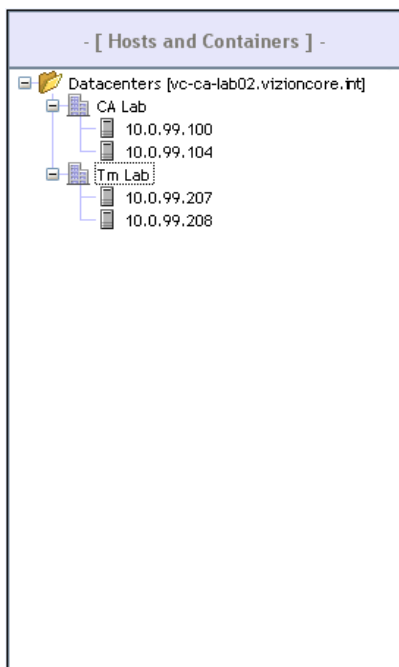 - [ Hosts and Containers ] -
Datacenters [vc-ca-lab02.vizioncore.int]
CA Lab
10.0.99.100
10.0.99.104
Tm Lab
10.0.99.207
10.0.99.208